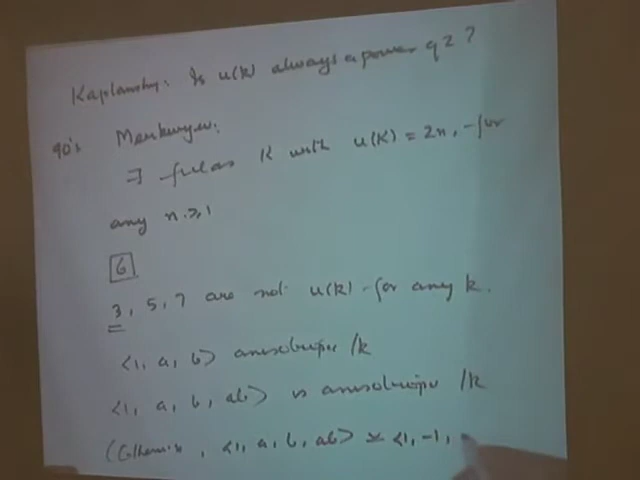 Kaplansky: Is u(k) always a power of 2?
90's Merkurjev:
∃ fields K with u(K) = 2n, for
any n ≥ 1
6
3, 5, 7 are not u(k) for any k.
<1, a, b> anisotropic /k
<1, a, b, ab> is anisotropic /k
(Otherwise, <1, a, b, ab> ≃ <1, -1,